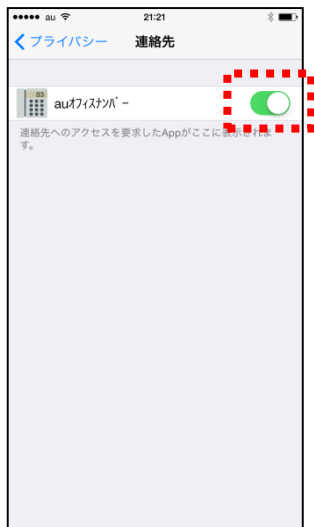 au 21:21
プライバシー 連絡先
03
auｵﾌｨｽﾅﾝﾊﾞｰ
連絡先へのアクセスを要求したAppがここに表示されま
す。